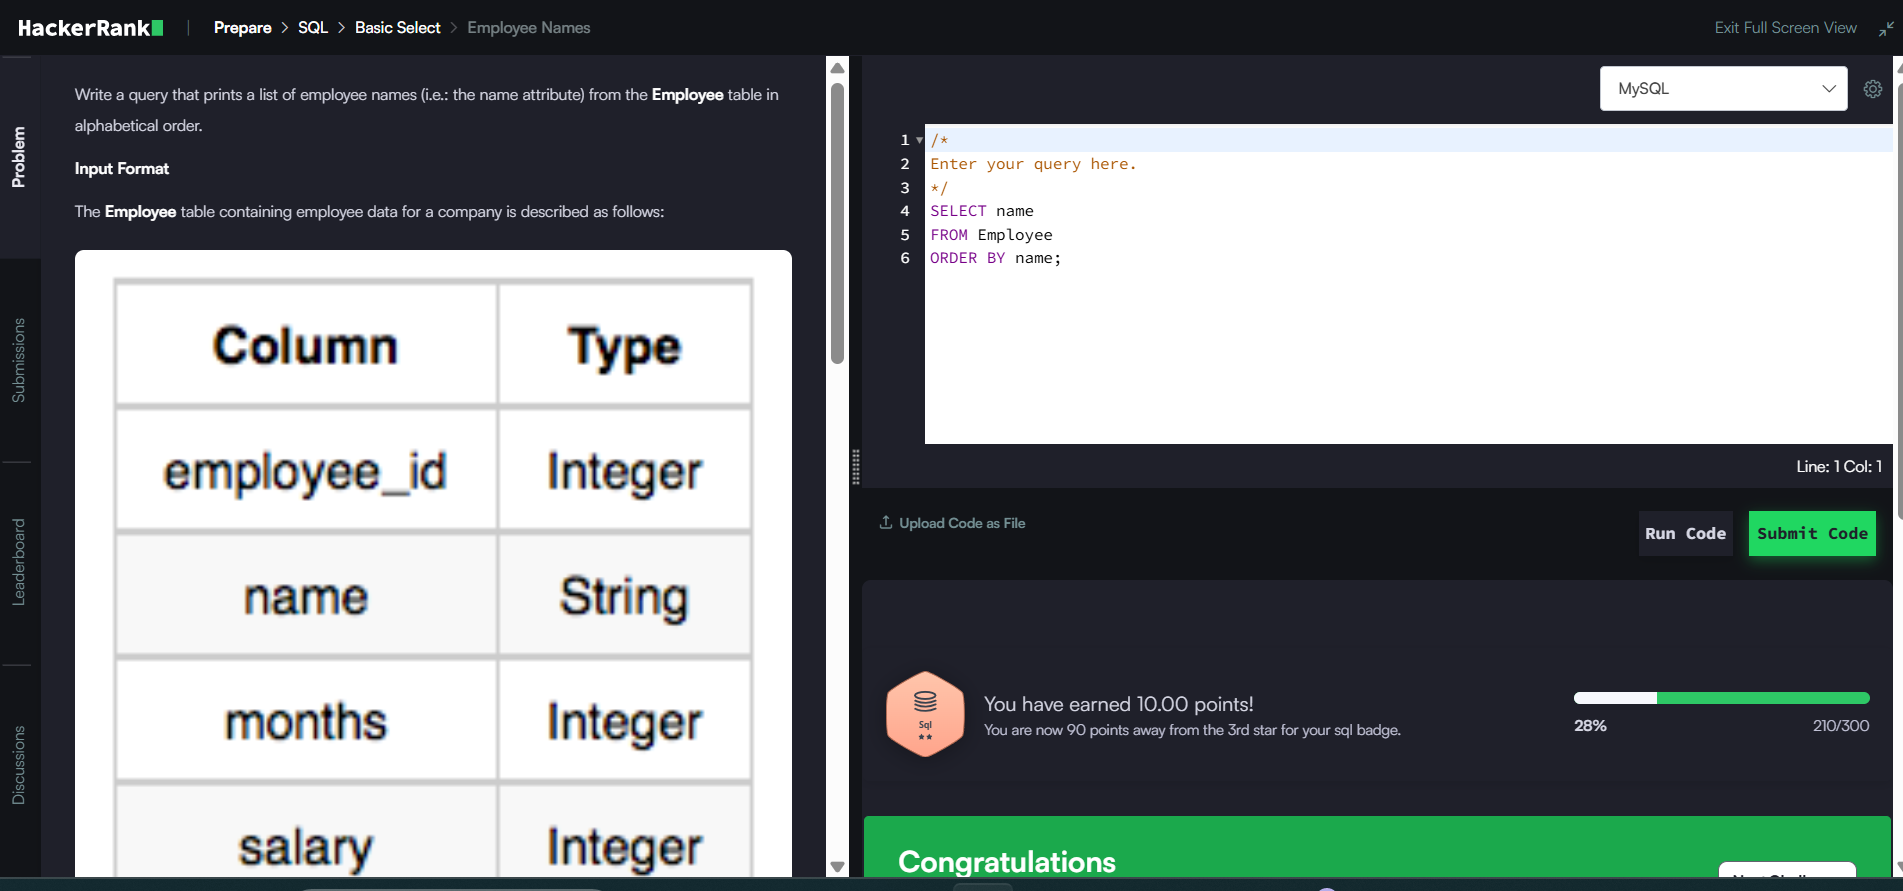 HackerRank
Prepare > SQL > Basic Select > Employee Names
Exit Full Screen View
Problem
Submissions
Leaderboard
Discussions
Write a query that prints a list of employee names (i.e.: the name attribute) from the Employee table in
alphabetical order.
Input Format
The Employee table containing employee data for a company is described as follows:
Column Type
employee_id Integer
name String
months Integer
salary Integer
MySQL
1 /*
2 Enter your query here.
3 */
4 SELECT name
5 FROM Employee
6 ORDER BY name;
Line: 1 Col: 1
Upload Code as File
Run Code
Submit Code
Sql
You have earned 10.00 points!
You are now 90 points away from the 3rd star for your sql badge.
28%
210/300
Congratulations